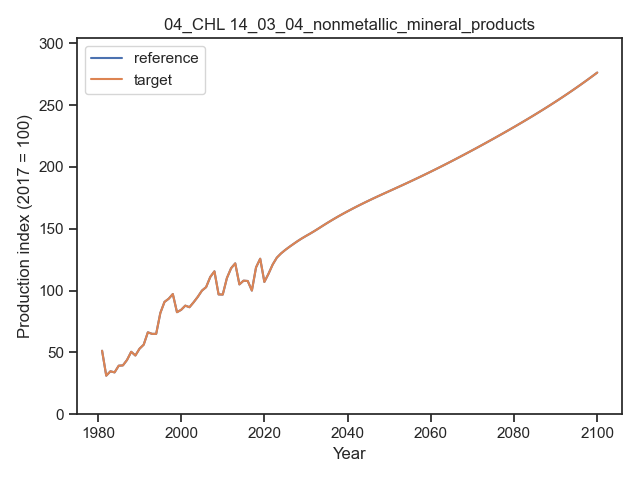 04_CHL 14_03_04_nonmetallic_mineral_products
reference
target
Production index (2017 = 100)
300
250
200
150
100
50
0
1980 2000 2020 2040 2060 2080 2100
Year